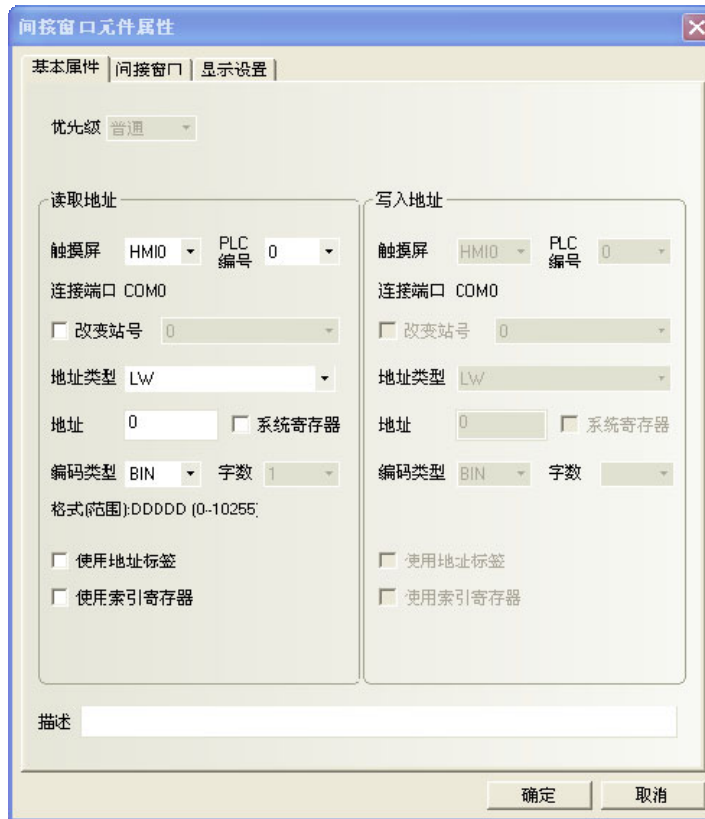 间接窗口元件属性
基本属性 间接窗口 显示设置
优先级 普通
读取地址
触摸屏 HMI0 PLC编号 0
连接端口 COM0
改变站号 0
地址类型 LW
地址 0 系统寄存器
编码类型 BIN 字数 1
格式(范围):DDDDD (0~10255)
使用地址标签
使用索引寄存器
写入地址
触摸屏 HMI0 PLC编号 0
连接端口 COM0
改变站号 0
地址类型 LW
地址 0 系统寄存器
编码类型 BIN 字数
使用地址标签
使用索引寄存器
描述
确定 取消